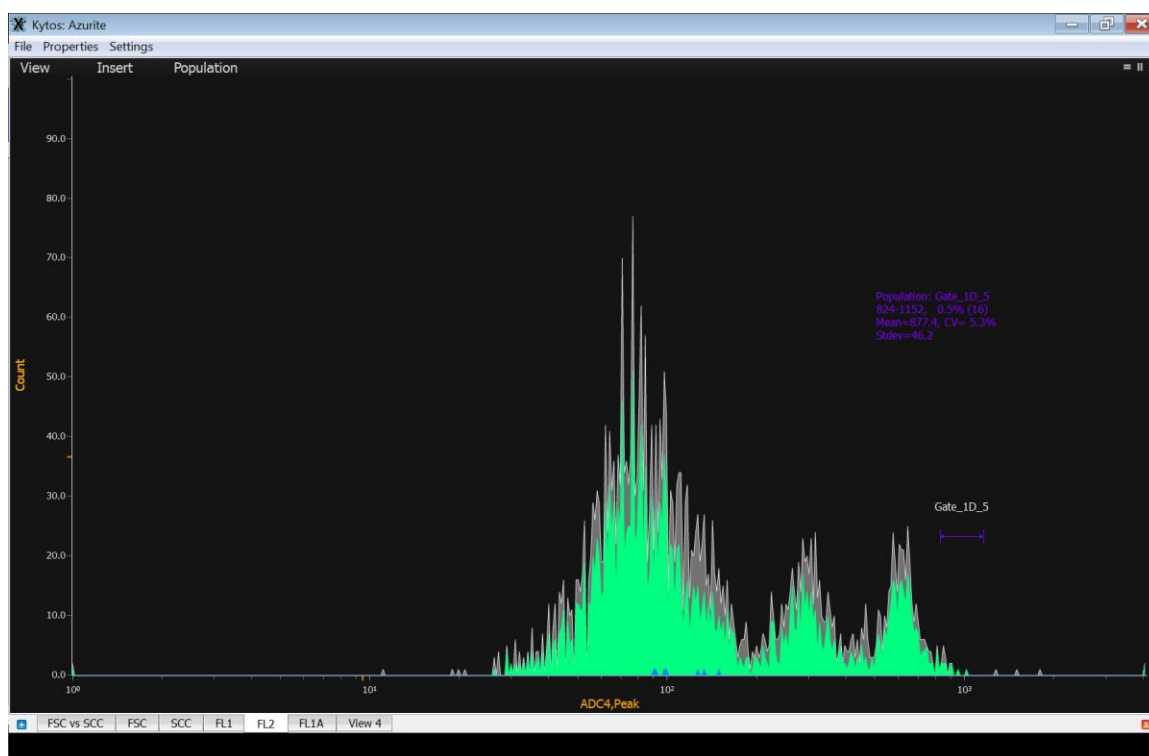 Kytos: Azurite
File Properties Settings
View Insert Population
90.0
80.0
70.0
60.0
50.0
40.0
30.0
20.0
10.0
0.0
Count
Population: Gate_1D_5
824-1152, 0.5% (16)
Mean=877.4, CV= 5.3%
Stdev=46.2
Gate_1D_5
10⁰ 10¹ 10² 10³
ADC4,Peak
FSC vs SCC FSC SCC FL1 FL2 FL1A View 4